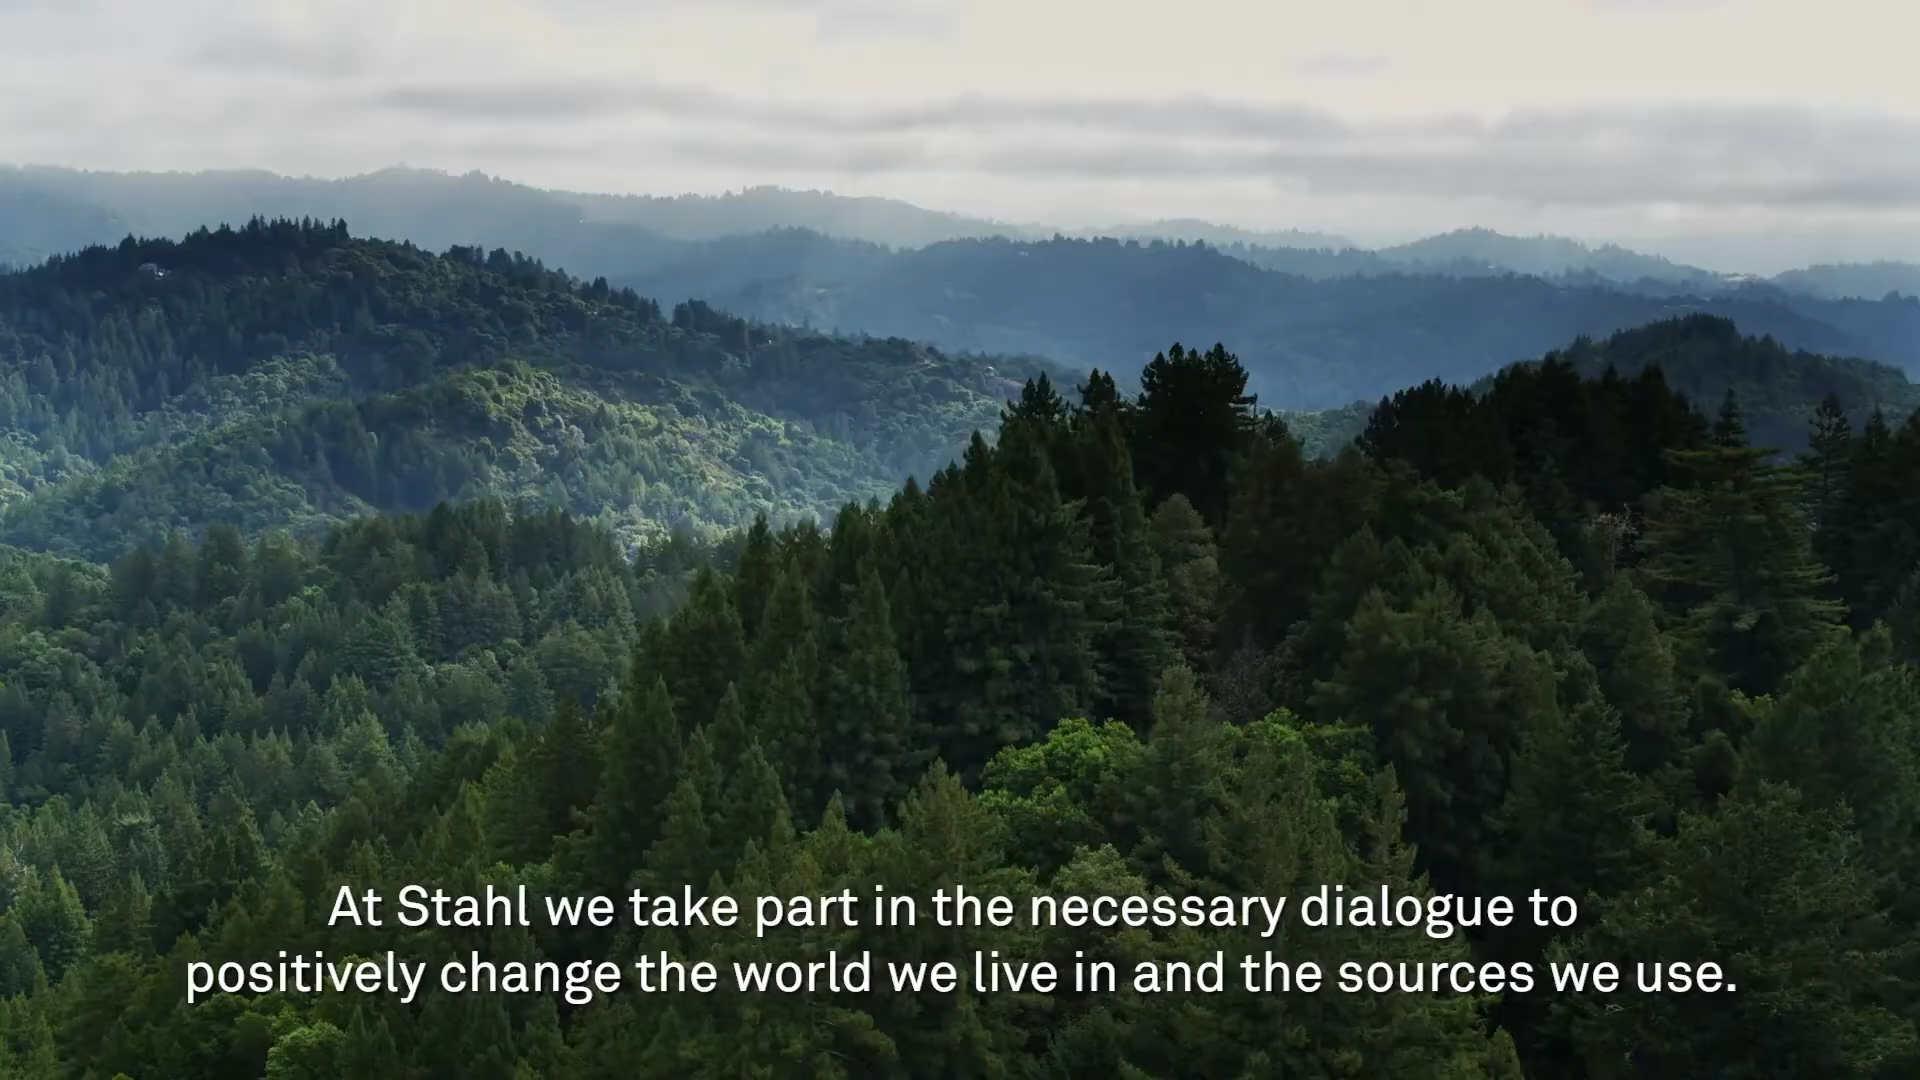 At Stahl we take part in the necessary dialogue to
positively change the world we live in and the sources we use.